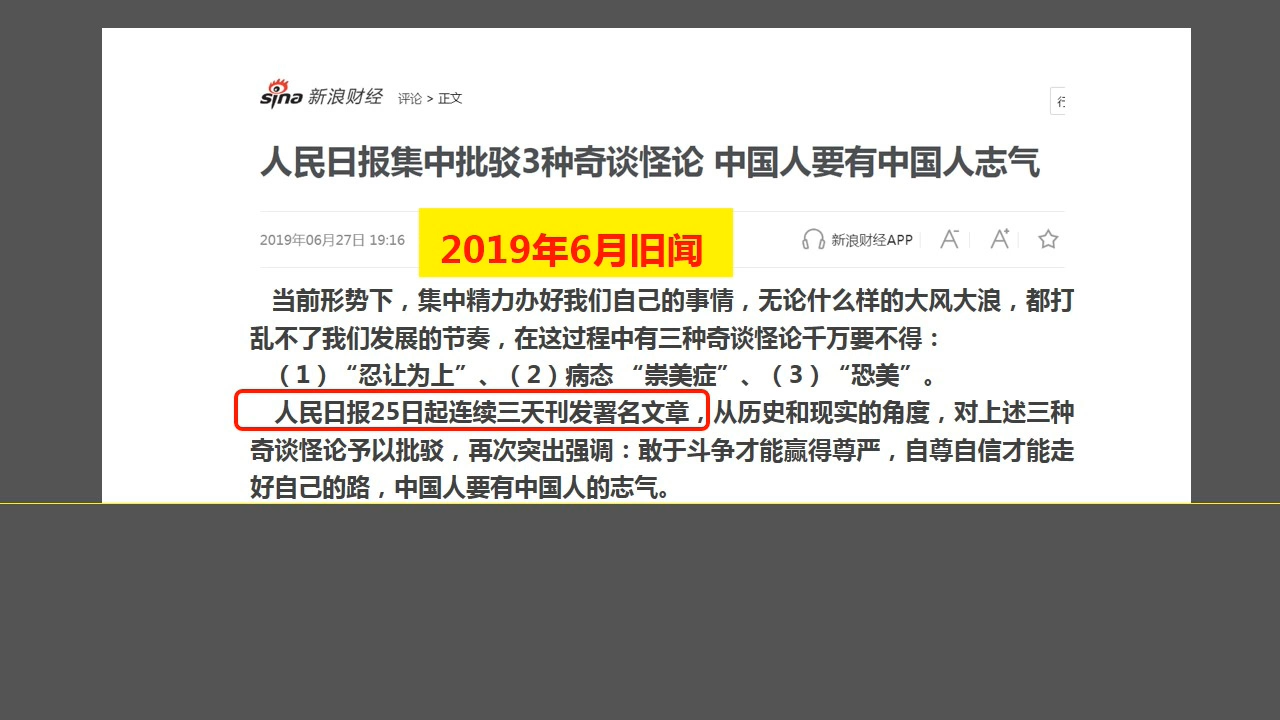 sina 新浪财经 评论 > 正文
行
人民日报集中批驳3种奇谈怪论 中国人要有中国人志气
2019年06月27日 19:16
2019年6月旧闻
新浪财经APP A- A+
当前形势下，集中精力办好我们自己的事情，无论什么样的大风大浪，都打
乱不了我们发展的节奏，在这过程中有三种奇谈怪论千万要不得：
（1）“忍让为上”、（2）病态 “崇美症”、（3）“恐美”。
人民日报25日起连续三天刊发署名文章，从历史和现实的角度，对上述三种
奇谈怪论予以批驳，再次突出强调：敢于斗争才能赢得尊严，自尊自信才能走
好自己的路，中国人要有中国人的志气。